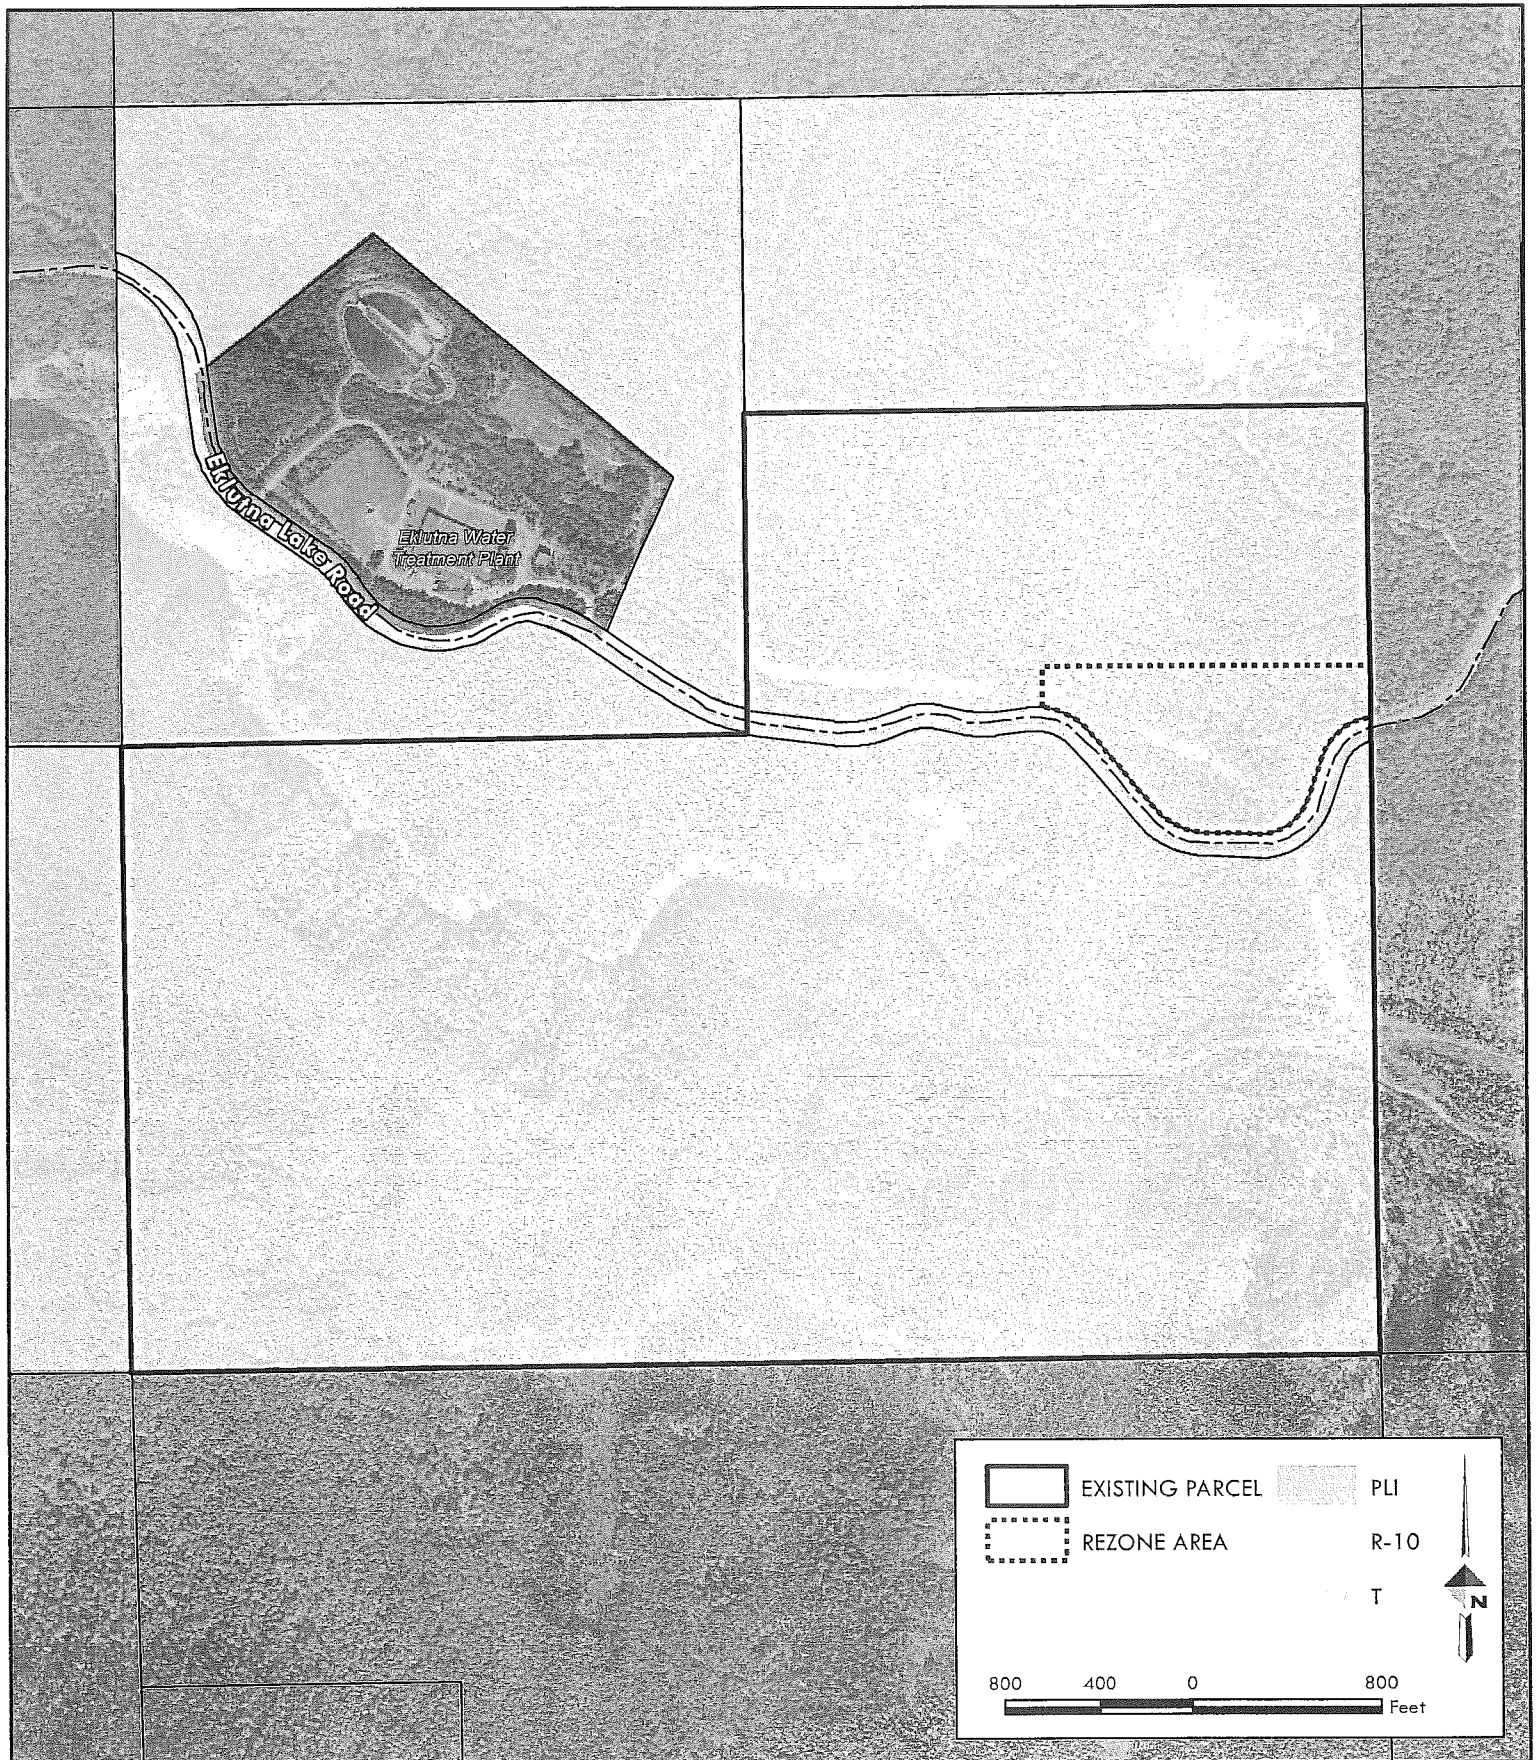 Eklutna Lake Road
Eklutna Water
Treatment Plant
EXISTING PARCEL
PLI
REZONE AREA
R-10
T
N
800 400 0 800
Feet